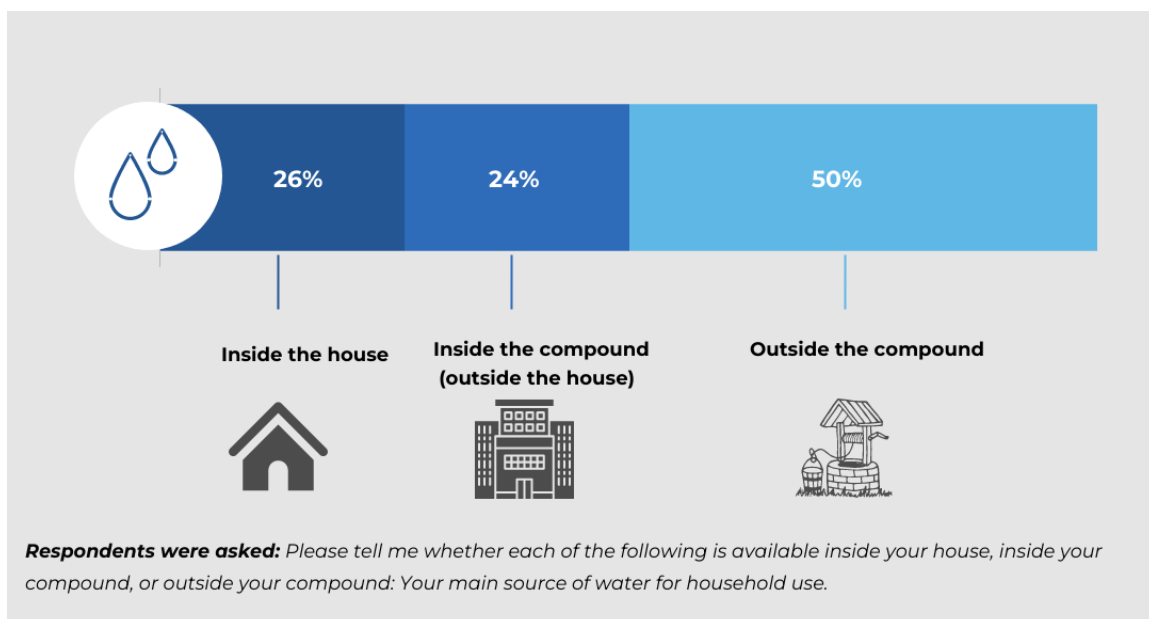 26%
24%
50%
Inside the house
Inside the compound
(outside the house)
Outside the compound
Respondents were asked: Please tell me whether each of the following is available inside your house, inside your
compound, or outside your compound: Your main source of water for household use.